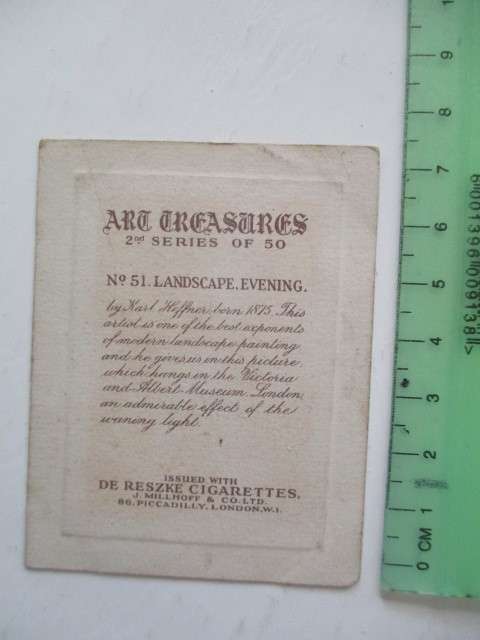 ART TREASURES
2nd SERIES OF 50
No 51. LANDSCAPE, EVENING.
by Karl Heffner, born 1875. This
artist is one of the best exponents
of modern landscape painting
and he gives us in this picture,
which hangs in the Victoria
and Albert Museum, London,
an admirable effect of the
waning light.
ISSUED WITH
DE RESZKE CIGARETTES,
J. MILLHOFF & CO. LTD.
86, PICCADILLY, LONDON, W.1.
9
8
7
6
5
4
3
2
1
0 CM